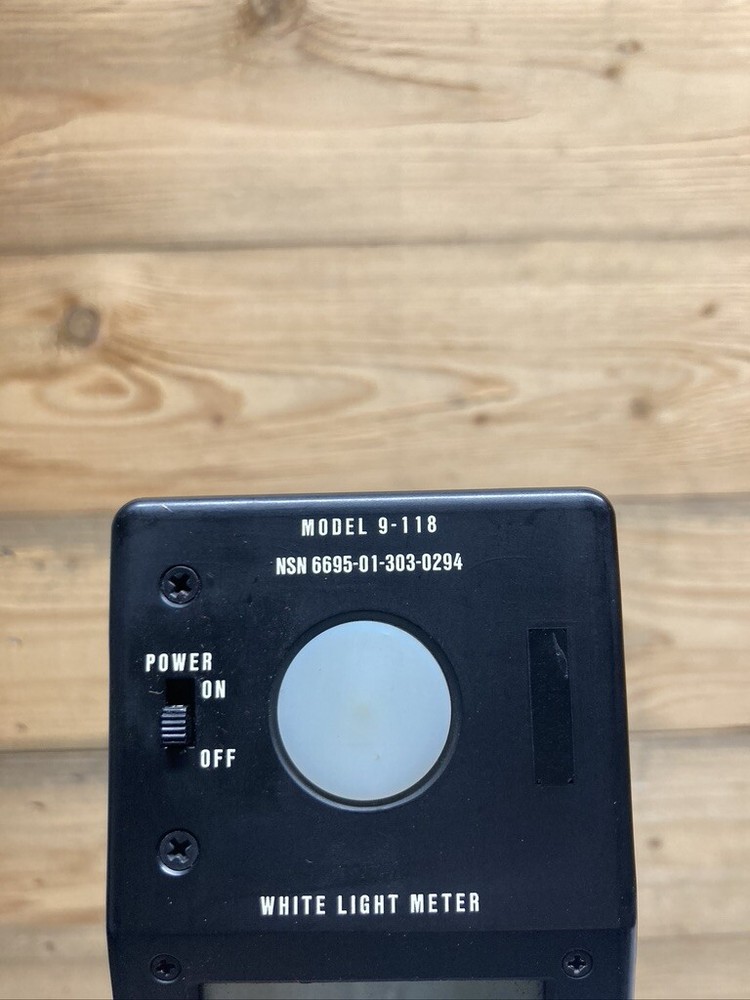 MODEL 9-118
NSN 6695-01-303-0294
POWER
ON
OFF
WHITE LIGHT METER